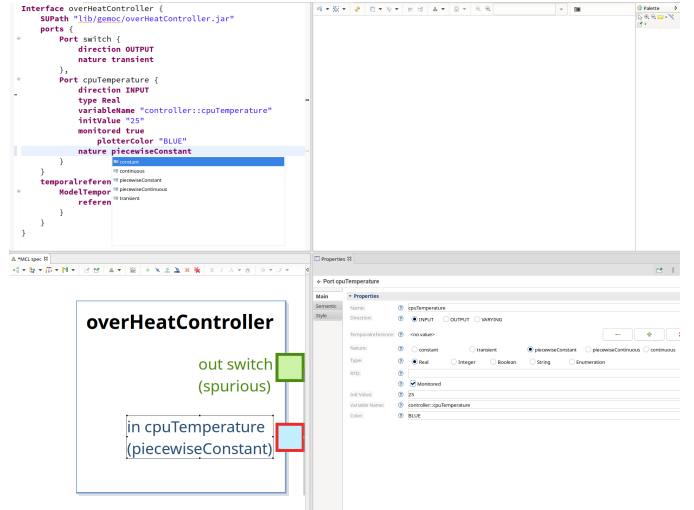 Interface overHeatController {
SUPath "lib/gemoc/overHeatController.jar"
ports {
Port switch {
direction OUTPUT
nature transient
},
Port cpuTemperature {
direction INPUT
type Real
variableName "controller::cpuTemperature"
initValue "25"
monitored true
plotterColor "BLUE"
nature piecewiseConstant
}
}
temporalreferen
ModelTempor
referen
}
}
}
constant
continuous
piecewiseConstant
piecewiseContinuous
transient
Palette
*MCL spec
overHeatController
out switch
(spurious)
in cpuTemperature
(piecewiseConstant)
Properties
Port cpuTemperature
Main
Semantic
Style
Properties
Name:
cpuTemperature
Direction:
INPUT
OUTPUT
VARYING
Temporalreference:
<no value>
Nature:
constant
transient
piecewiseConstant
piecewiseContinuous
continuous
Type:
Real
Integer
Boolean
String
Enumeration
RTD:
Monitored
Init Value:
25
Variable Name:
controller::cpuTemperature
Color:
BLUE